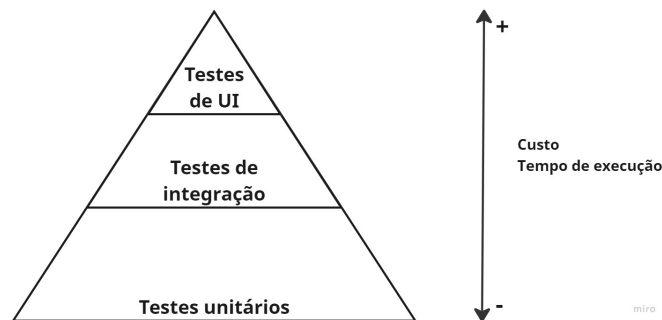 Testes
de UI
Testes de
integração
Testes unitários
+
Custo
Tempo de execução
-
miro